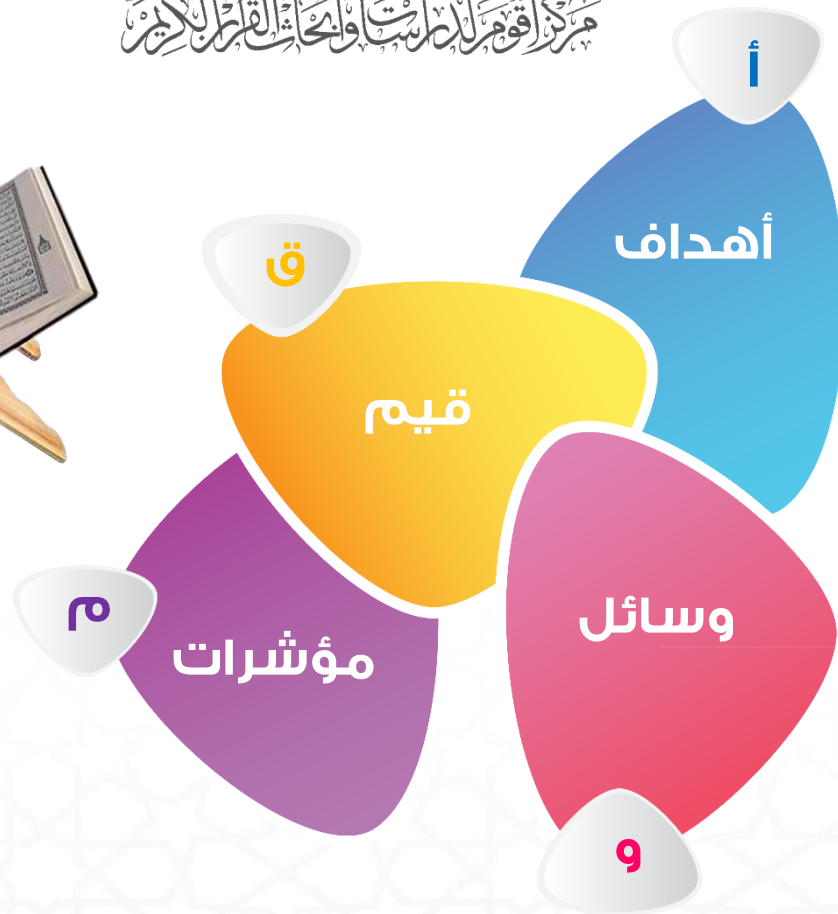 مركز أقوم لدراسات وأبحاث القرآن الكريم
أ
أهداف
ق
قيم
وسائل
و
م
مؤشرات